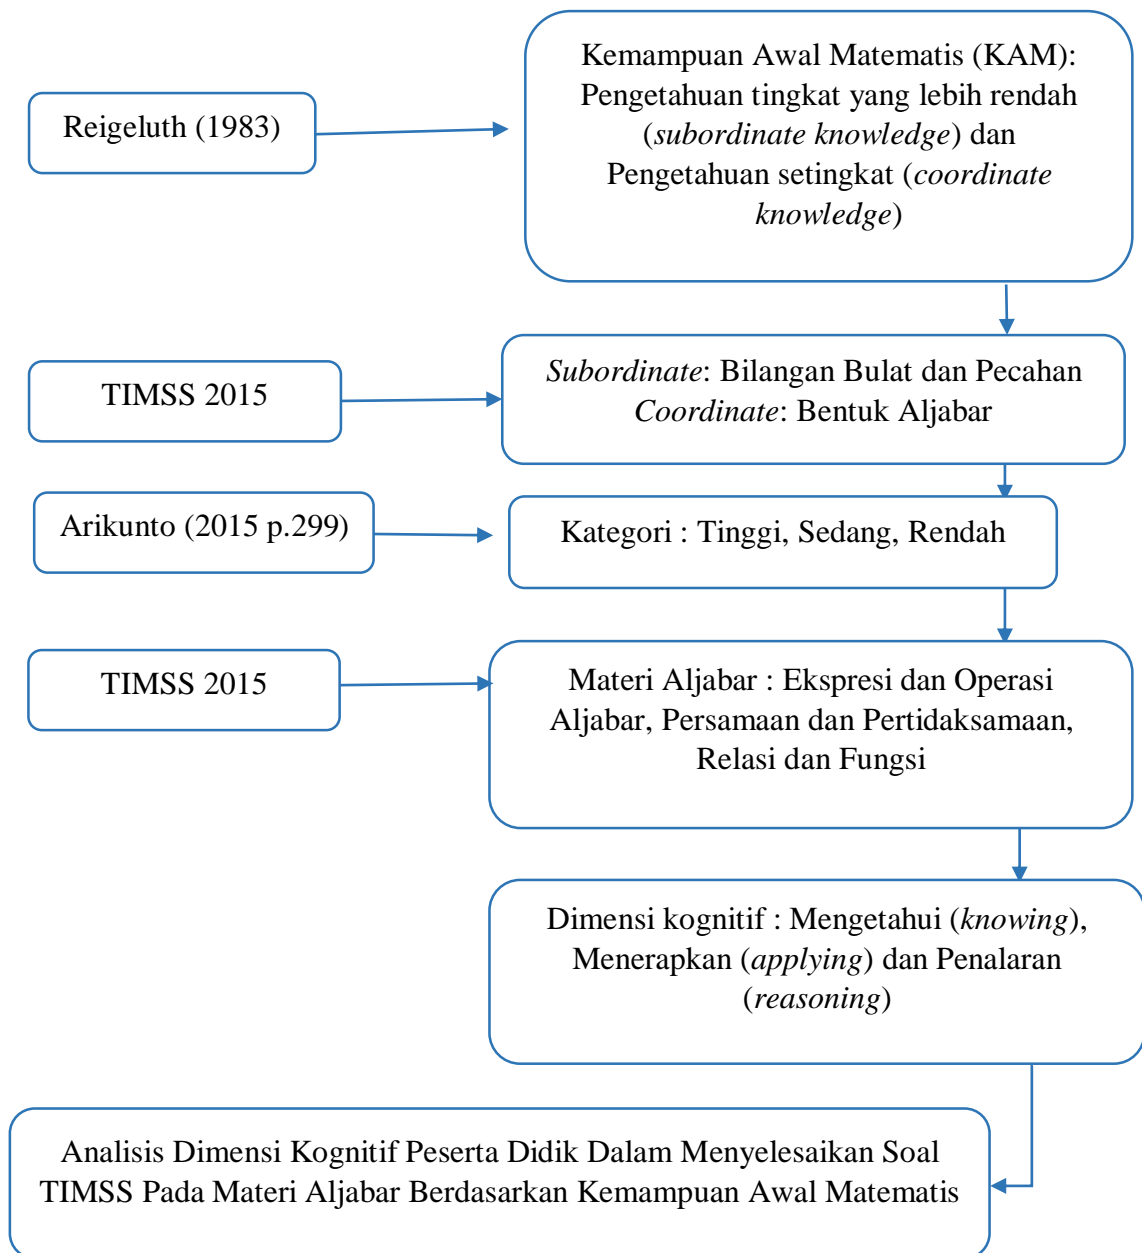 Reigeluth (1983)
Kemampuan Awal Matematis (KAM):
Pengetahuan tingkat yang lebih rendah
(subordinate knowledge) dan
Pengetahuan setingkat (coordinate
knowledge)
TIMSS 2015
Subordinate: Bilangan Bulat dan Pecahan
Coordinate: Bentuk Aljabar
Arikunto (2015 p.299)
Kategori : Tinggi, Sedang, Rendah
TIMSS 2015
Materi Aljabar : Ekspresi dan Operasi
Aljabar, Persamaan dan Pertidaksamaan,
Relasi dan Fungsi
Dimensi kognitif : Mengetahui (knowing),
Menerapkan (applying) dan Penalaran
(reasoning)
Analisis Dimensi Kognitif Peserta Didik Dalam Menyelesaikan Soal
TIMSS Pada Materi Aljabar Berdasarkan Kemampuan Awal Matematis